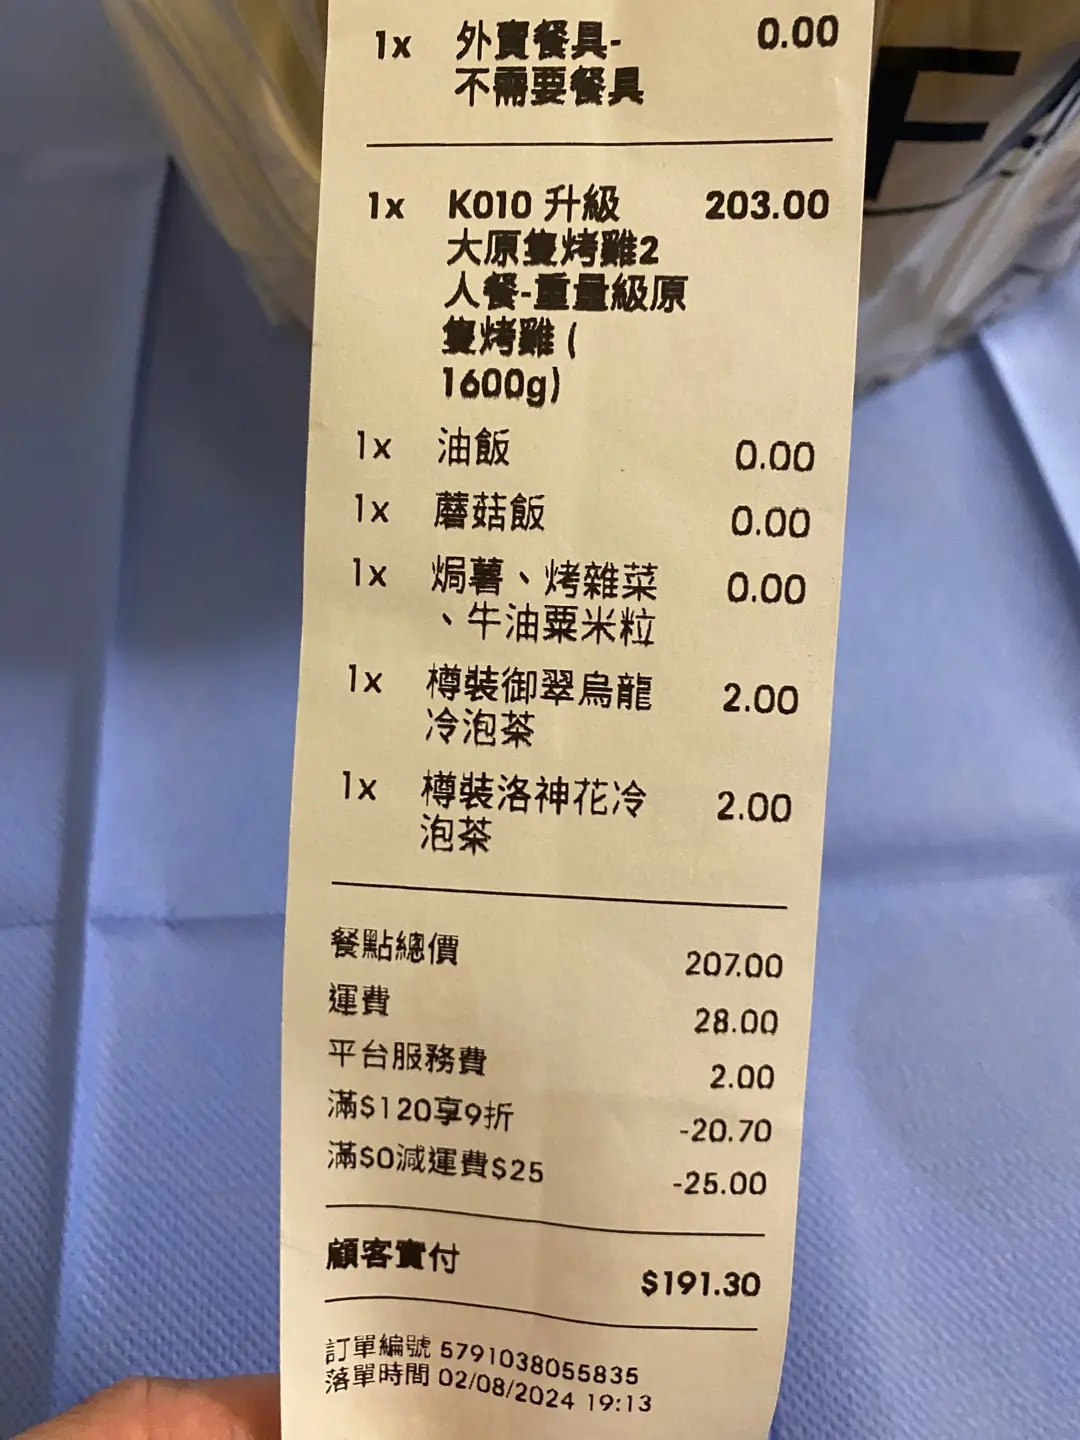 1x 外賣餐具- 0.00
不需要餐具
1x K010 升級 203.00
大原隻烤雞2
人餐-重量級原
隻烤雞 (
1600g)
1x 油飯 0.00
1x 蘑菇飯 0.00
1x 焗薯、烤雜菜 0.00
、牛油粟米粒
1x 樽裝御翠烏龍 2.00
冷泡茶
1x 樽裝洛神花冷 2.00
泡茶
餐點總價 207.00
運費 28.00
平台服務費 2.00
滿$120享9折 -20.70
滿$0減運費$25 -25.00
顧客實付 $191.30
訂單編號 5791038055835
落單時間 02/08/2024 19:13